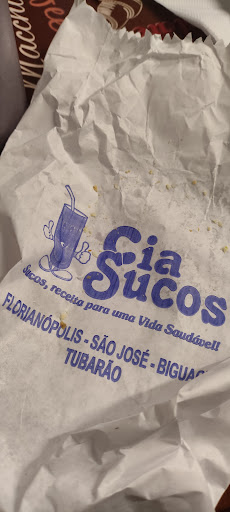 Cia
Sucos
Sucos, receita para uma Vida Saudável!
FLORIANÓPOLIS - SÃO JOSÉ - BIGUAÇ
TUBARÃO